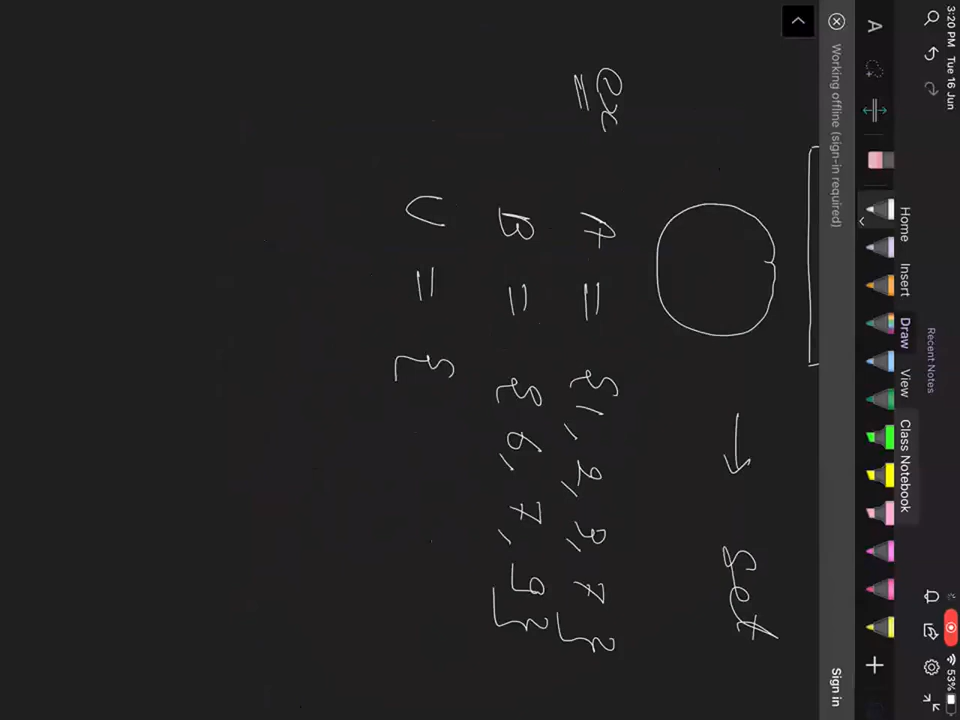 3:20 PM Tue 16 Jun
53%
Recent Notes
Home Insert Draw View Class Notebook
Working offline (sign-in required)
Sign in
→ Set
ex
A = {1, 2, 3, 7}
B = {6, 7, 9}
U = {